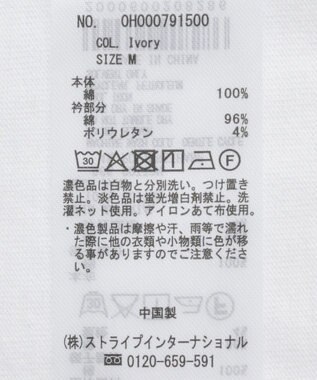 NO. OH000791500
COL. Ivory
SIZE M
本体
綿 100%
衿部分
綿 96%
ポリウレタン 4%
30
F
濃色品は白物と分別洗い。つけ置き
禁止。淡色品は蛍光増白剤禁止。洗
濯ネット使用。アイロンあて布使用。
・濃色製品は摩擦や汗、雨等で濡れ
た際に他の衣類や小物類に色が移
る事がありますのでご注意くださ
い。
中国製
(株)ストライプインターナショナル
0120-659-591